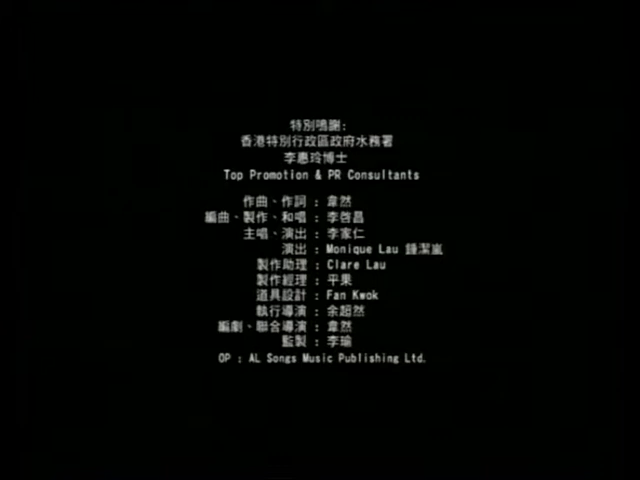 特別鳴謝:
香港特別行政區政府水務署
李惠玲博士
Top Promotion & PR Consultants
作曲、作詞 : 韋然
編曲、製作、和唱 : 李啓昌
主唱、演出 : 李家仁
演出 : Monique Lau 鍾潔嵐
製作助理 : Clare Lau
製作經理 : 平果
道具設計 : Fan Kwok
執行導演 : 余超然
編劇、聯合導演 : 韋然
監製 : 李瑜
OP : AL Songs Music Publishing Ltd.